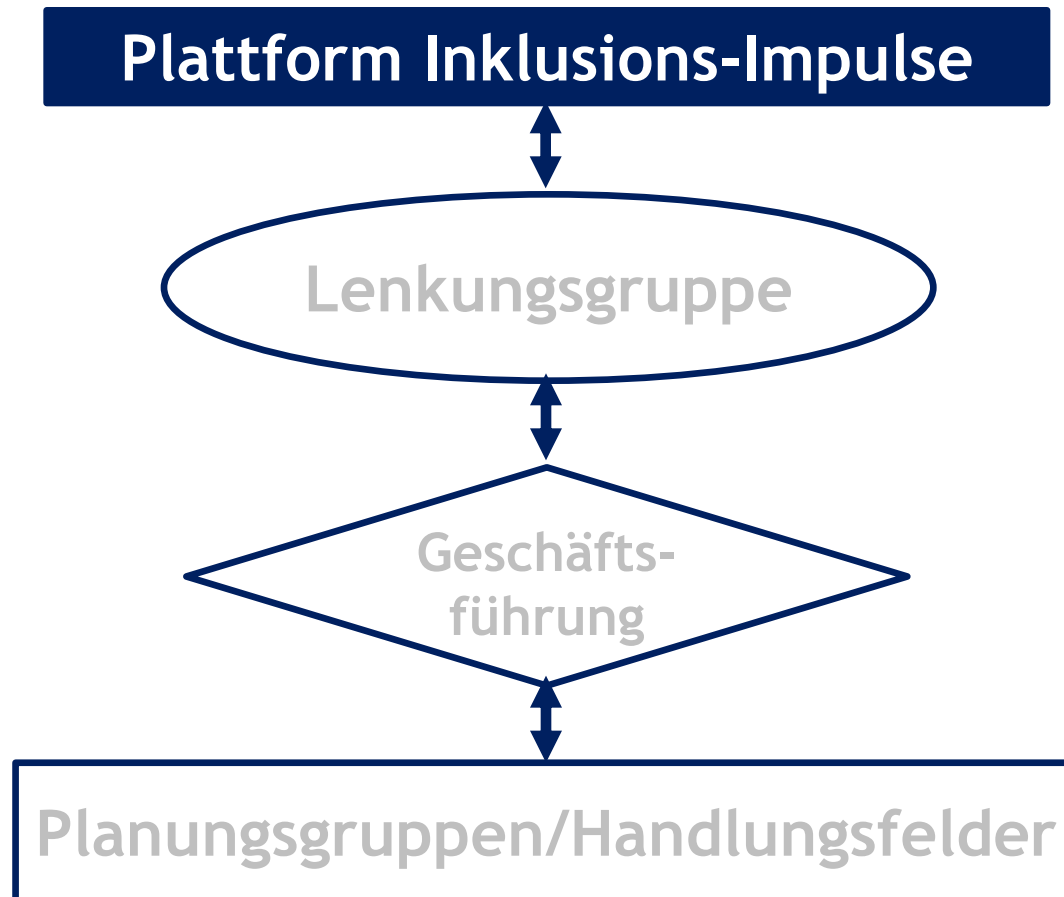 Plattform Inklusions-Impulse
Lenkungsgruppe
Geschäfts-
führung
Planungsgruppen/Handlungsfelder